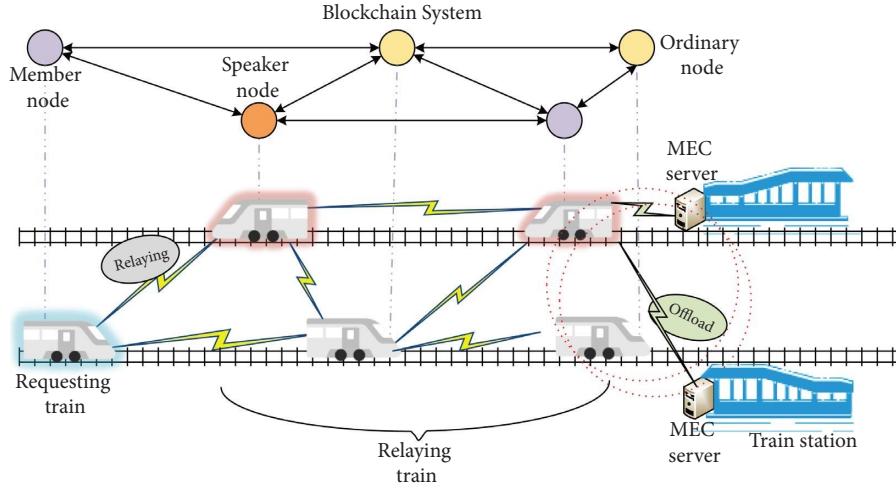 Blockchain System
Member
node
Speaker
node
Ordinary
node
MEC
server
Relaying
Offload
Requesting
train
Relaying
train
MEC
server
Train station